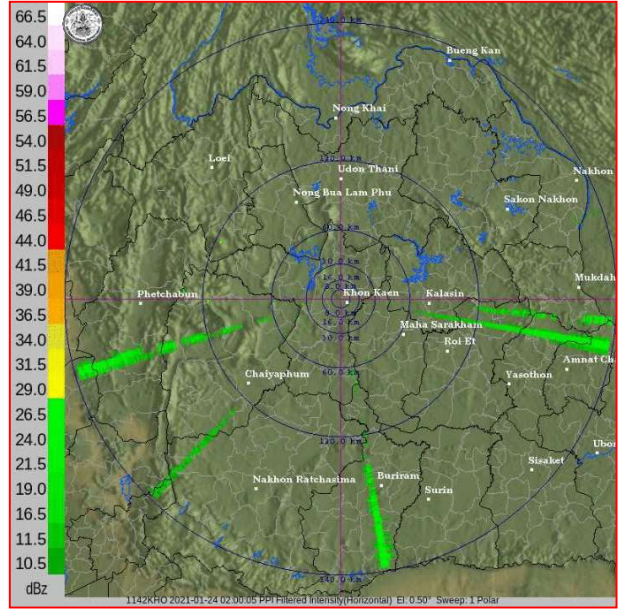 66.5
64.0
61.5
59.0
56.5
54.0
51.5
49.0
46.5
44.0
41.5
39.0
36.5
34.0
31.5
29.0
26.5
24.0
21.5
19.0
16.5
14.0
11.5
10.5
dBz
Bueng Kan
Nong Khai
Loei
Udon Thani
Nakhon
Nong Bua Lam Phu
Sakon Nakhon
Mukdah
Phetchabun
Khon Kaen
Kalasin
Maha Sarakham
Roi-Et
Amnat Cha
Chaiyaphum
Yasothon
Ubon
Sisaket
Nakhon Ratchasima
Buriram
Surin
1142KHO 2021-01-24 02:00:05 PPI Filtered Intensity(Horizontal) El: 0.50° Sweep: 1 Polar